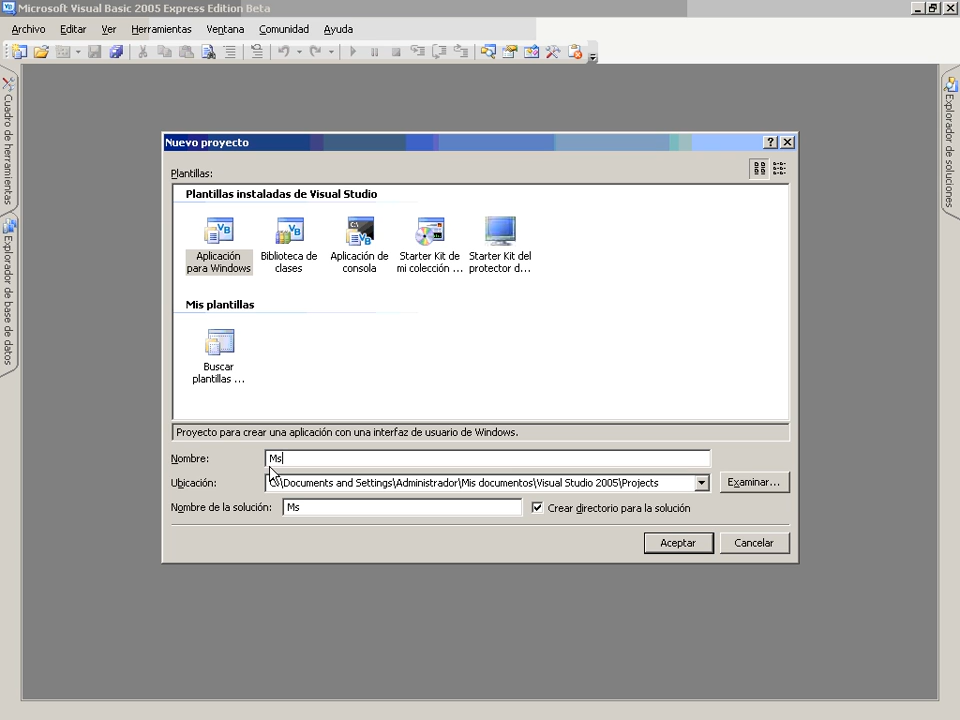 Microsoft Visual Basic 2005 Express Edition Beta
Archivo Editar Ver Herramientas Ventana Comunidad Ayuda
Cuadro de herramientas
Explorador de base de datos
Explorador de soluciones
Nuevo proyecto
Plantillas:
Plantillas instaladas de Visual Studio
Aplicación para Windows
Biblioteca de clases
Aplicación de consola
Starter Kit de mi colección ...
Starter Kit del protector d...
Mis plantillas
Buscar plantillas ...
Proyecto para crear una aplicación con una interfaz de usuario de Windows.
Nombre: Ms
Ubicación: C:\Documents and Settings\Administrador\Mis documentos\Visual Studio 2005\Projects Examinar...
Nombre de la solución: Ms Crear directorio para la solución
Aceptar Cancelar